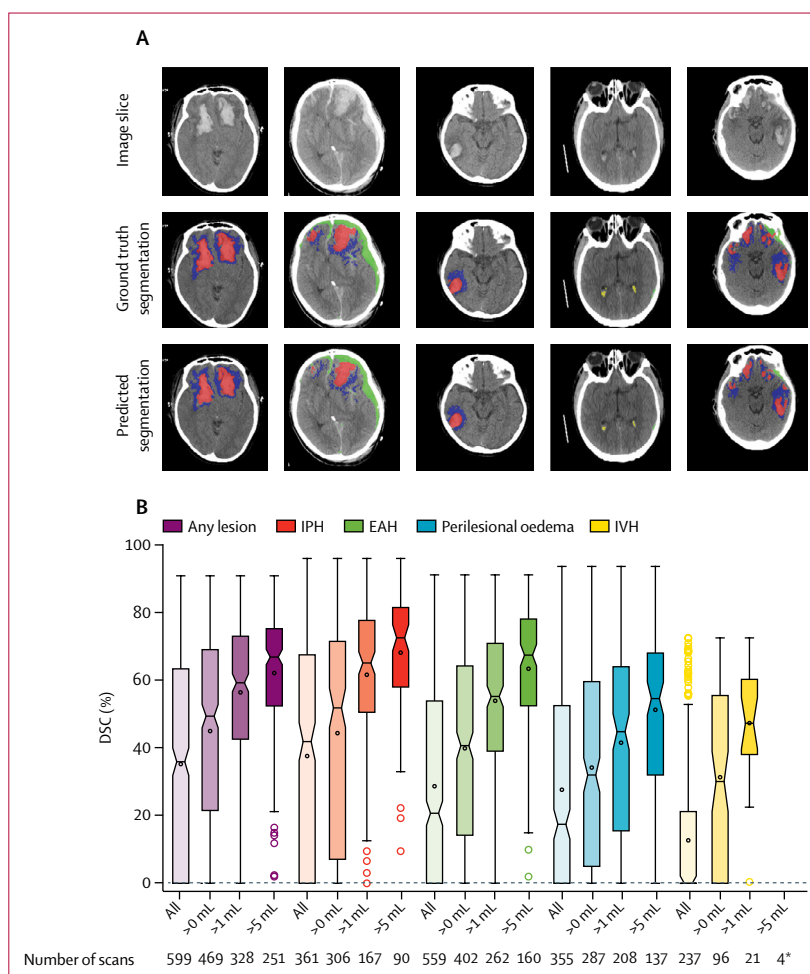 A
Image slice
Ground truth
segmentation
Predicted
segmentation
B
Any lesion
IPH
EAH
Perilesional oedema
IVH
100
80
60
40
20
0
DSC (%)
All >0 mL >1 mL >5 mL All >0 mL >1 mL >5 mL All >0 mL >1 mL >5 mL All >0 mL >1 mL >5 mL All >0 mL >1 mL >5 mL
Number of scans 599 469 328 251 361 306 167 90 559 402 262 160 355 287 208 137 237 96 21 4*